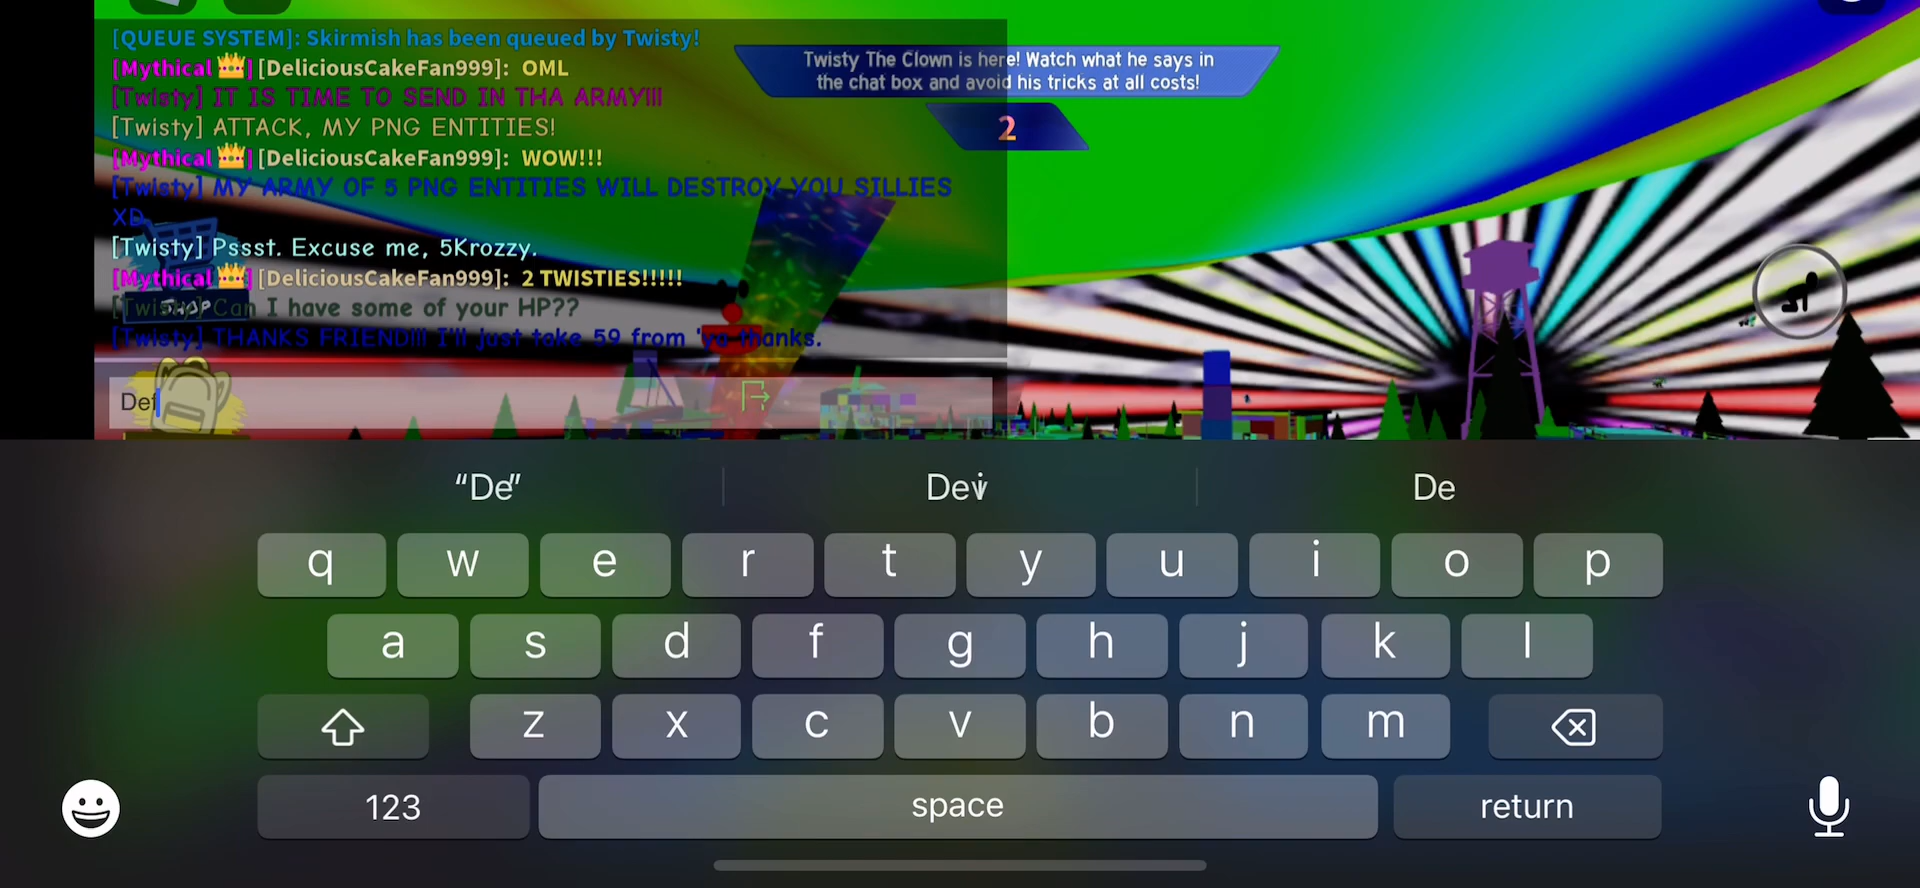 [QUEUE SYSTEM]: Skirmish has been queued by Twisty!
[Mythical 👑] [DeliciousCakeFan999]: OML
[Twisty] IT IS TIME TO SEND IN THA ARMY!!!
[Twisty] ATTACK, MY PNG ENTITIES!
[Mythical 👑] [DeliciousCakeFan999]: WOW!!!
[Twisty] MY ARMY OF 5 PNG ENTITIES WILL DESTROY YOU SILLIES
XD
[Twisty] Pssst. Excuse me, 5Krozzy.
[Mythical 👑] [DeliciousCakeFan999]: 2 TWISTIES!!!!!
[Twisty] Can I have some of your HP??
SHOP
[Twisty] THANKS FRIEND!!! I'll just take 59 from 'ya thanks.
Twisty The Clown is here! Watch what he says in
the chat box and avoid his tricks at all costs!
2
“De” De
q w e r t y u i o p
a s d f g h j k l
z x c v b n m
123 space return